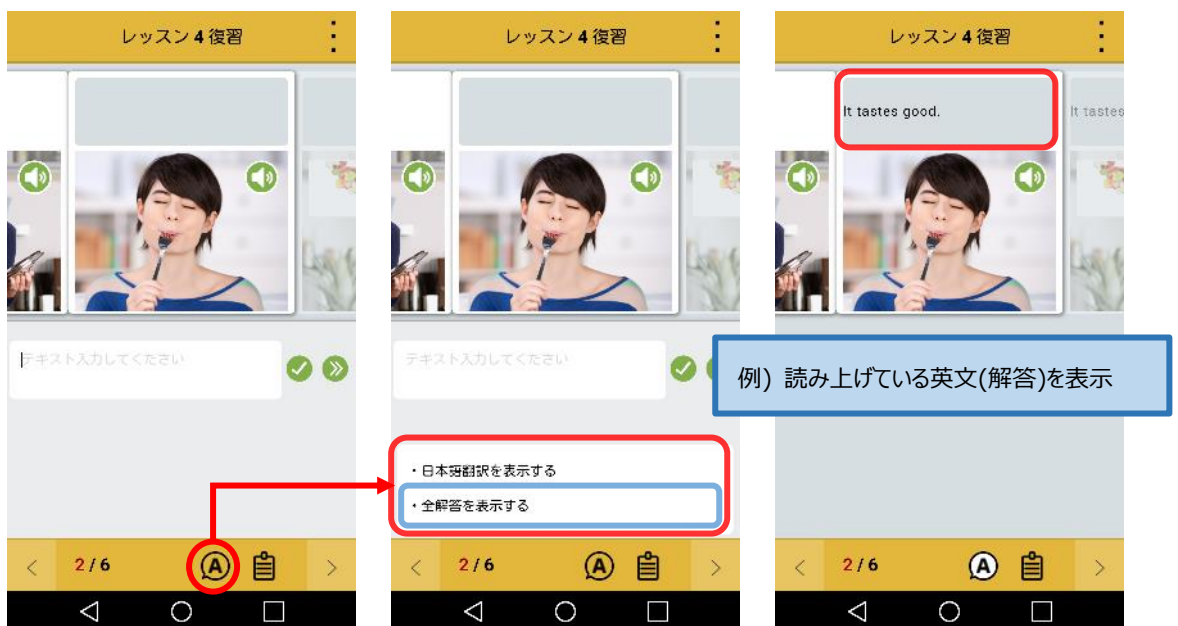 レッスン 4 復習
テキスト入力してください
2 / 6
A
レッスン 4 復習
テキスト入力してください
・日本語翻訳を表示する
・全解答を表示する
2 / 6
A
レッスン 4 復習
It tastes good.
It tastes
例) 読み上げている英文(解答)を表示
2 / 6
A